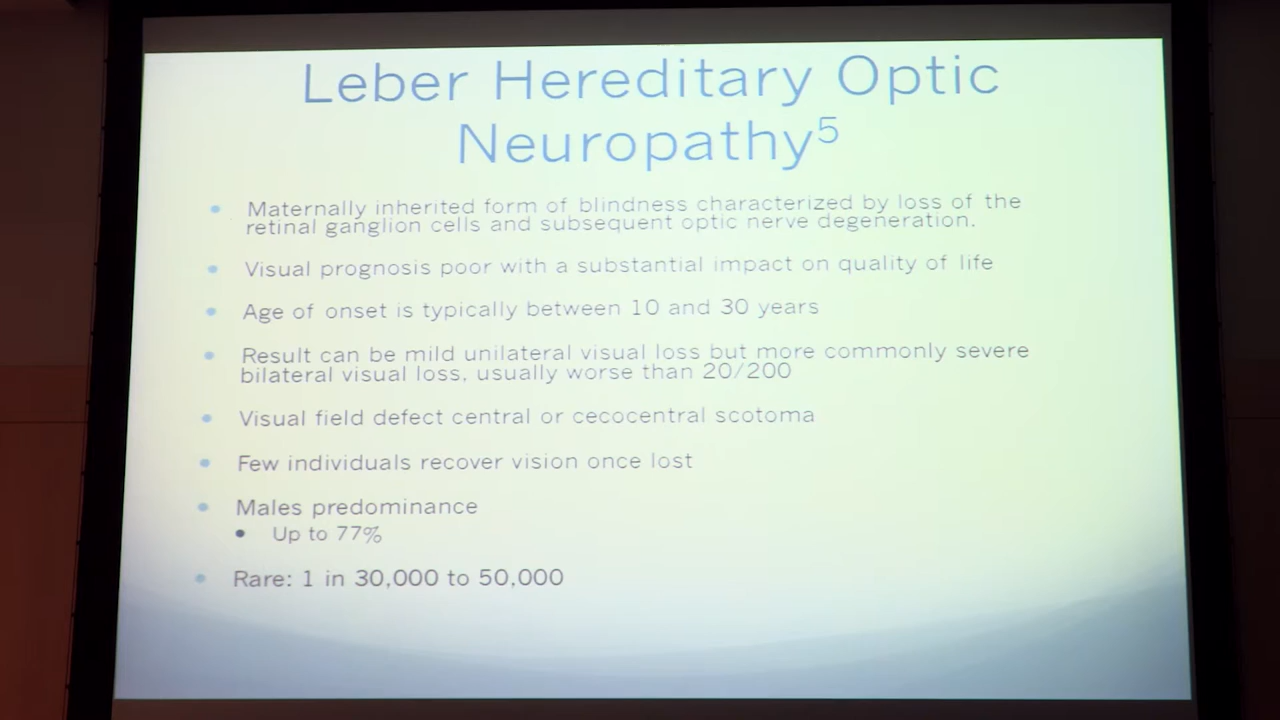 Leber Hereditary Optic
Neuropathy⁵
• Maternally inherited form of blindness characterized by loss of the
retinal ganglion cells and subsequent optic nerve degeneration.
• Visual prognosis poor with a substantial impact on quality of life
• Age of onset is typically between 10 and 30 years
• Result can be mild unilateral visual loss but more commonly severe
bilateral visual loss, usually worse than 20/200
• Visual field defect central or cecocentral scotoma
• Few individuals recover vision once lost
• Males predominance
• Up to 77%
• Rare: 1 in 30,000 to 50,000